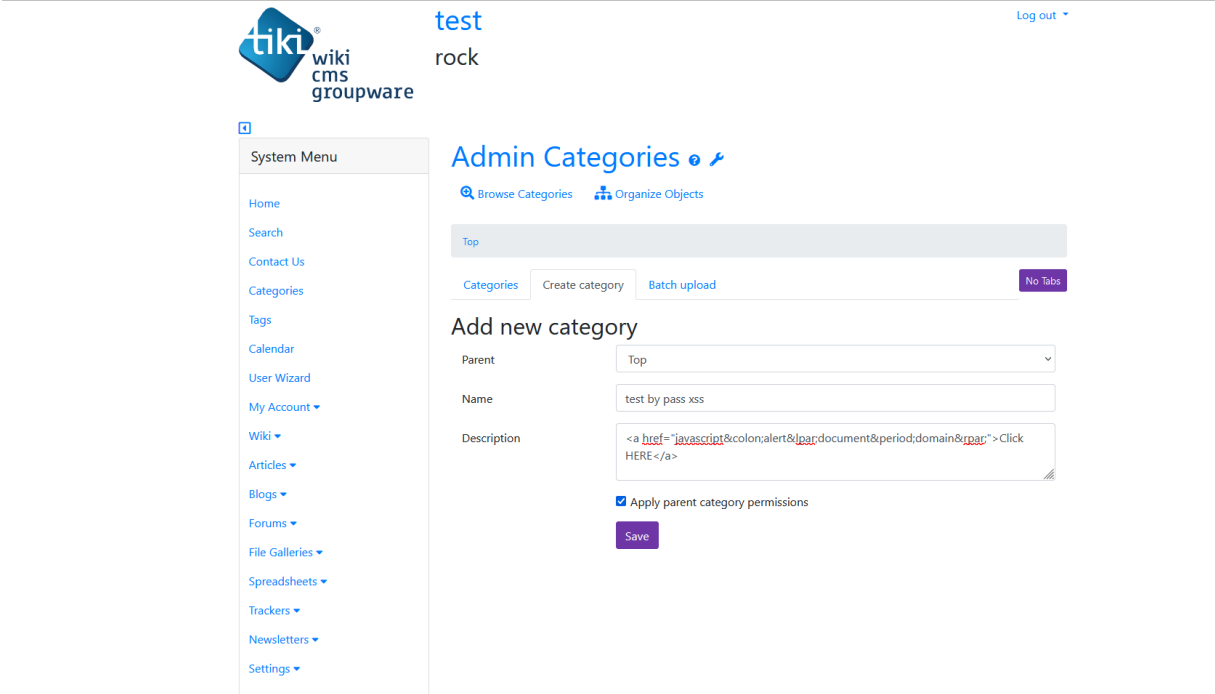 test
Log out
rock
tiki®
wiki
cms
groupware
System Menu
Home
Search
Contact Us
Categories
Tags
Calendar
User Wizard
My Account
Wiki
Articles
Blogs
Forums
File Galleries
Spreadsheets
Trackers
Newsletters
Settings
Admin Categories
Browse Categories
Organize Objects
Top
Categories
Create category
Batch upload
No Tabs
Add new category
Parent
Top
Name
test by pass xss
Description
<a href="javascript&colon;alert&lpar;document&period;domain&rpar;">Click
HERE</a>
Apply parent category permissions
Save